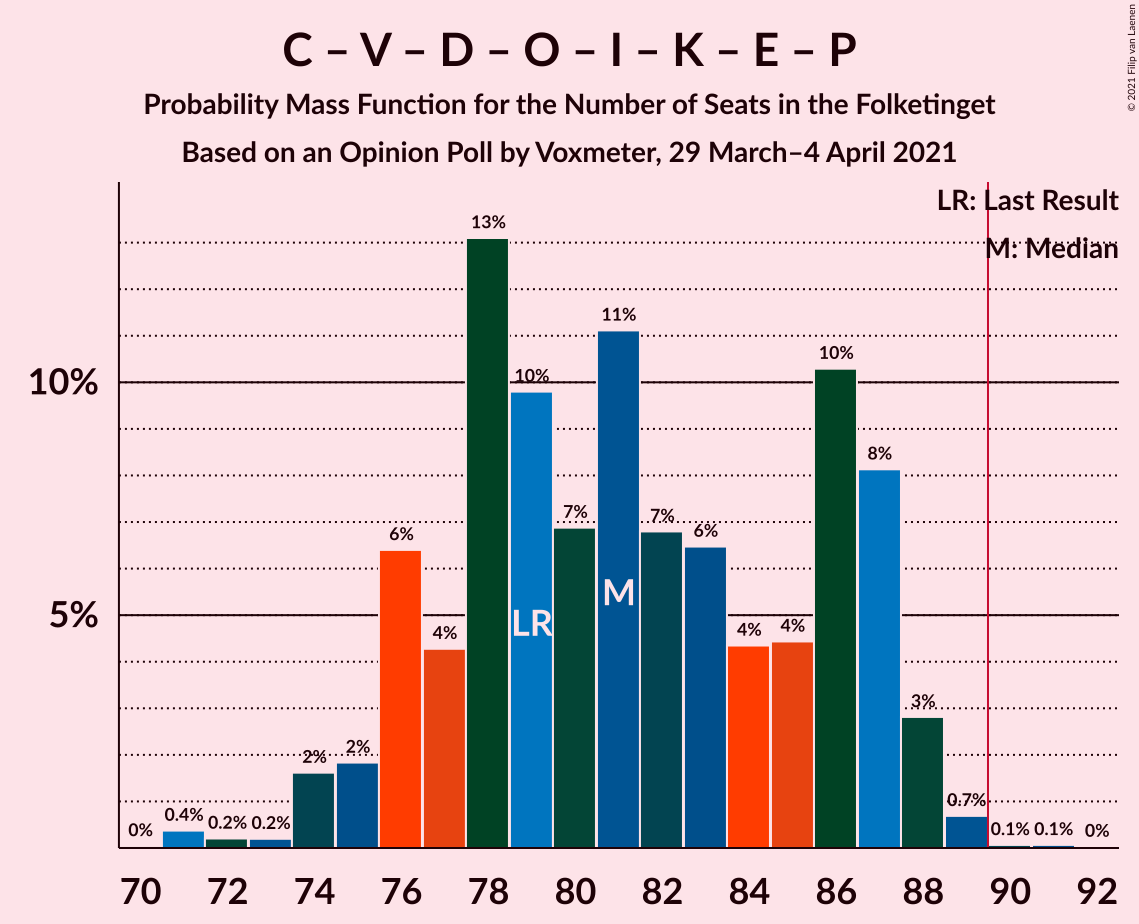 C – V – D – O – I – K – E – P
Probability Mass Function for the Number of Seats in the Folketinget
Based on an Opinion Poll by Voxmeter, 29 March–4 April 2021
© 2021 Filip van Laenen
LR: Last Result
M: Median
13%
11%
10%
10%
10%
8%
7%
7%
6%
6%
LR
M
5%
4%
4%
4%
3%
2%
2%
0.7%
0%
0.4%
0.2%
0.2%
0.1%
0.1%
0%
70 72 74 76 78 80 82 84 86 88 90 92